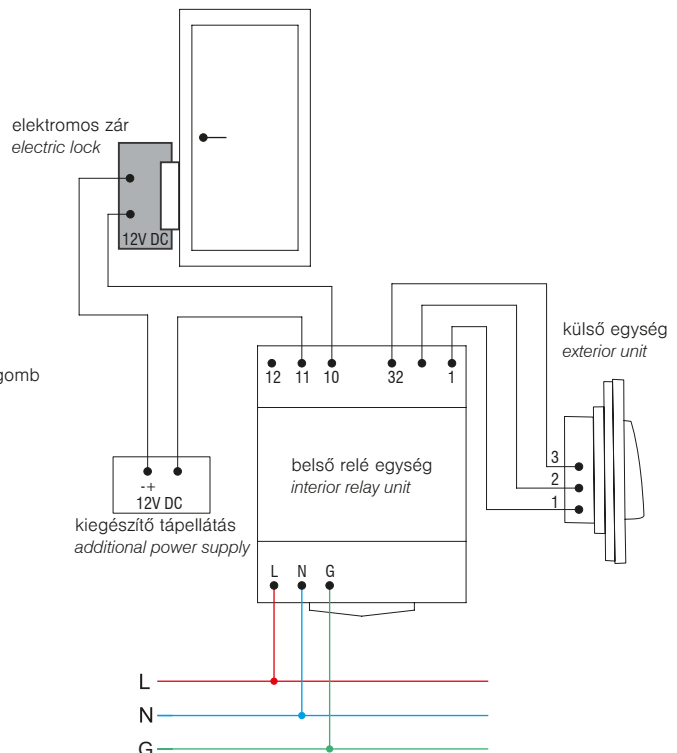 elektromos zár
electric lock
12V DC
külső egység
exterior unit
gomb
12 11 10 32 1
belső relé egység
interior relay unit
3
2
1
-+
12V DC
kiegészítő tápellátás
additional power supply
L N G
L
N
G